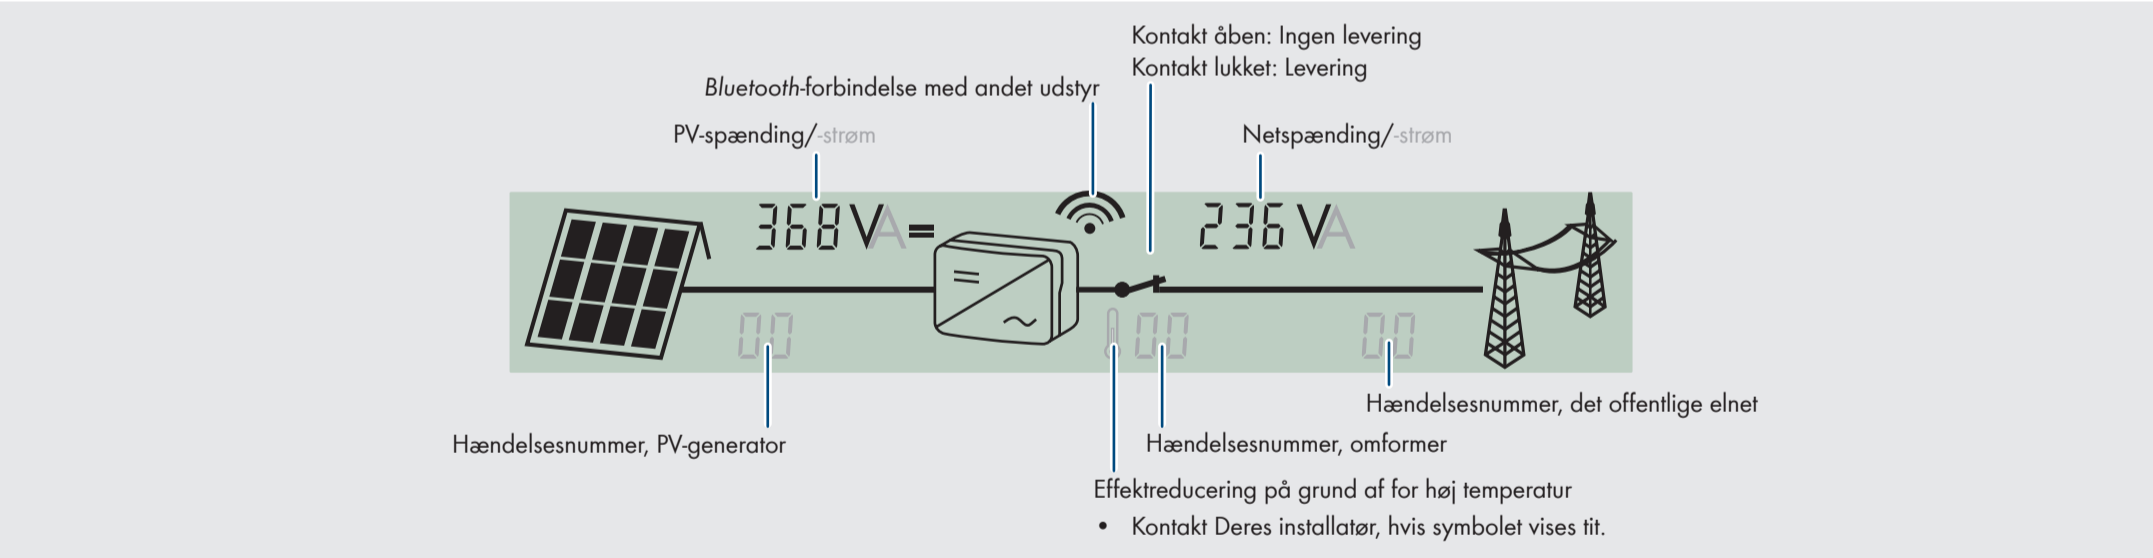 Kontakt åben: Ingen levering
Kontakt lukket: Levering
Bluetooth-forbindelse med andet udstyr
PV-spænding/-strøm
Netspænding/-strøm
368 VA
236 VA
00
00
00
Hændelsesnummer, det offentlige elnet
Hændelsesnummer, PV-generator
Hændelsesnummer, omformer
Effektreducering på grund af for høj temperatur
• Kontakt Deres installatør, hvis symbolet vises tit.